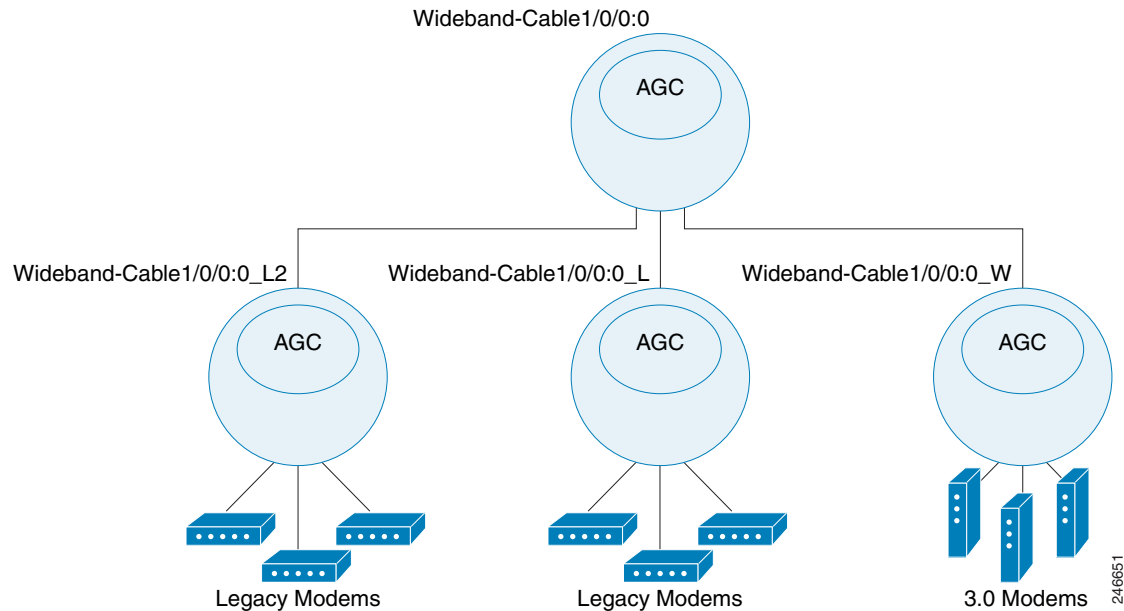 Wideband-Cable1/0/0:0
AGC
Wideband-Cable1/0/0:0_L2
Wideband-Cable1/0/0:0_L
Wideband-Cable1/0/0:0_W
AGC
AGC
AGC
Legacy Modems
Legacy Modems
3.0 Modems
246651